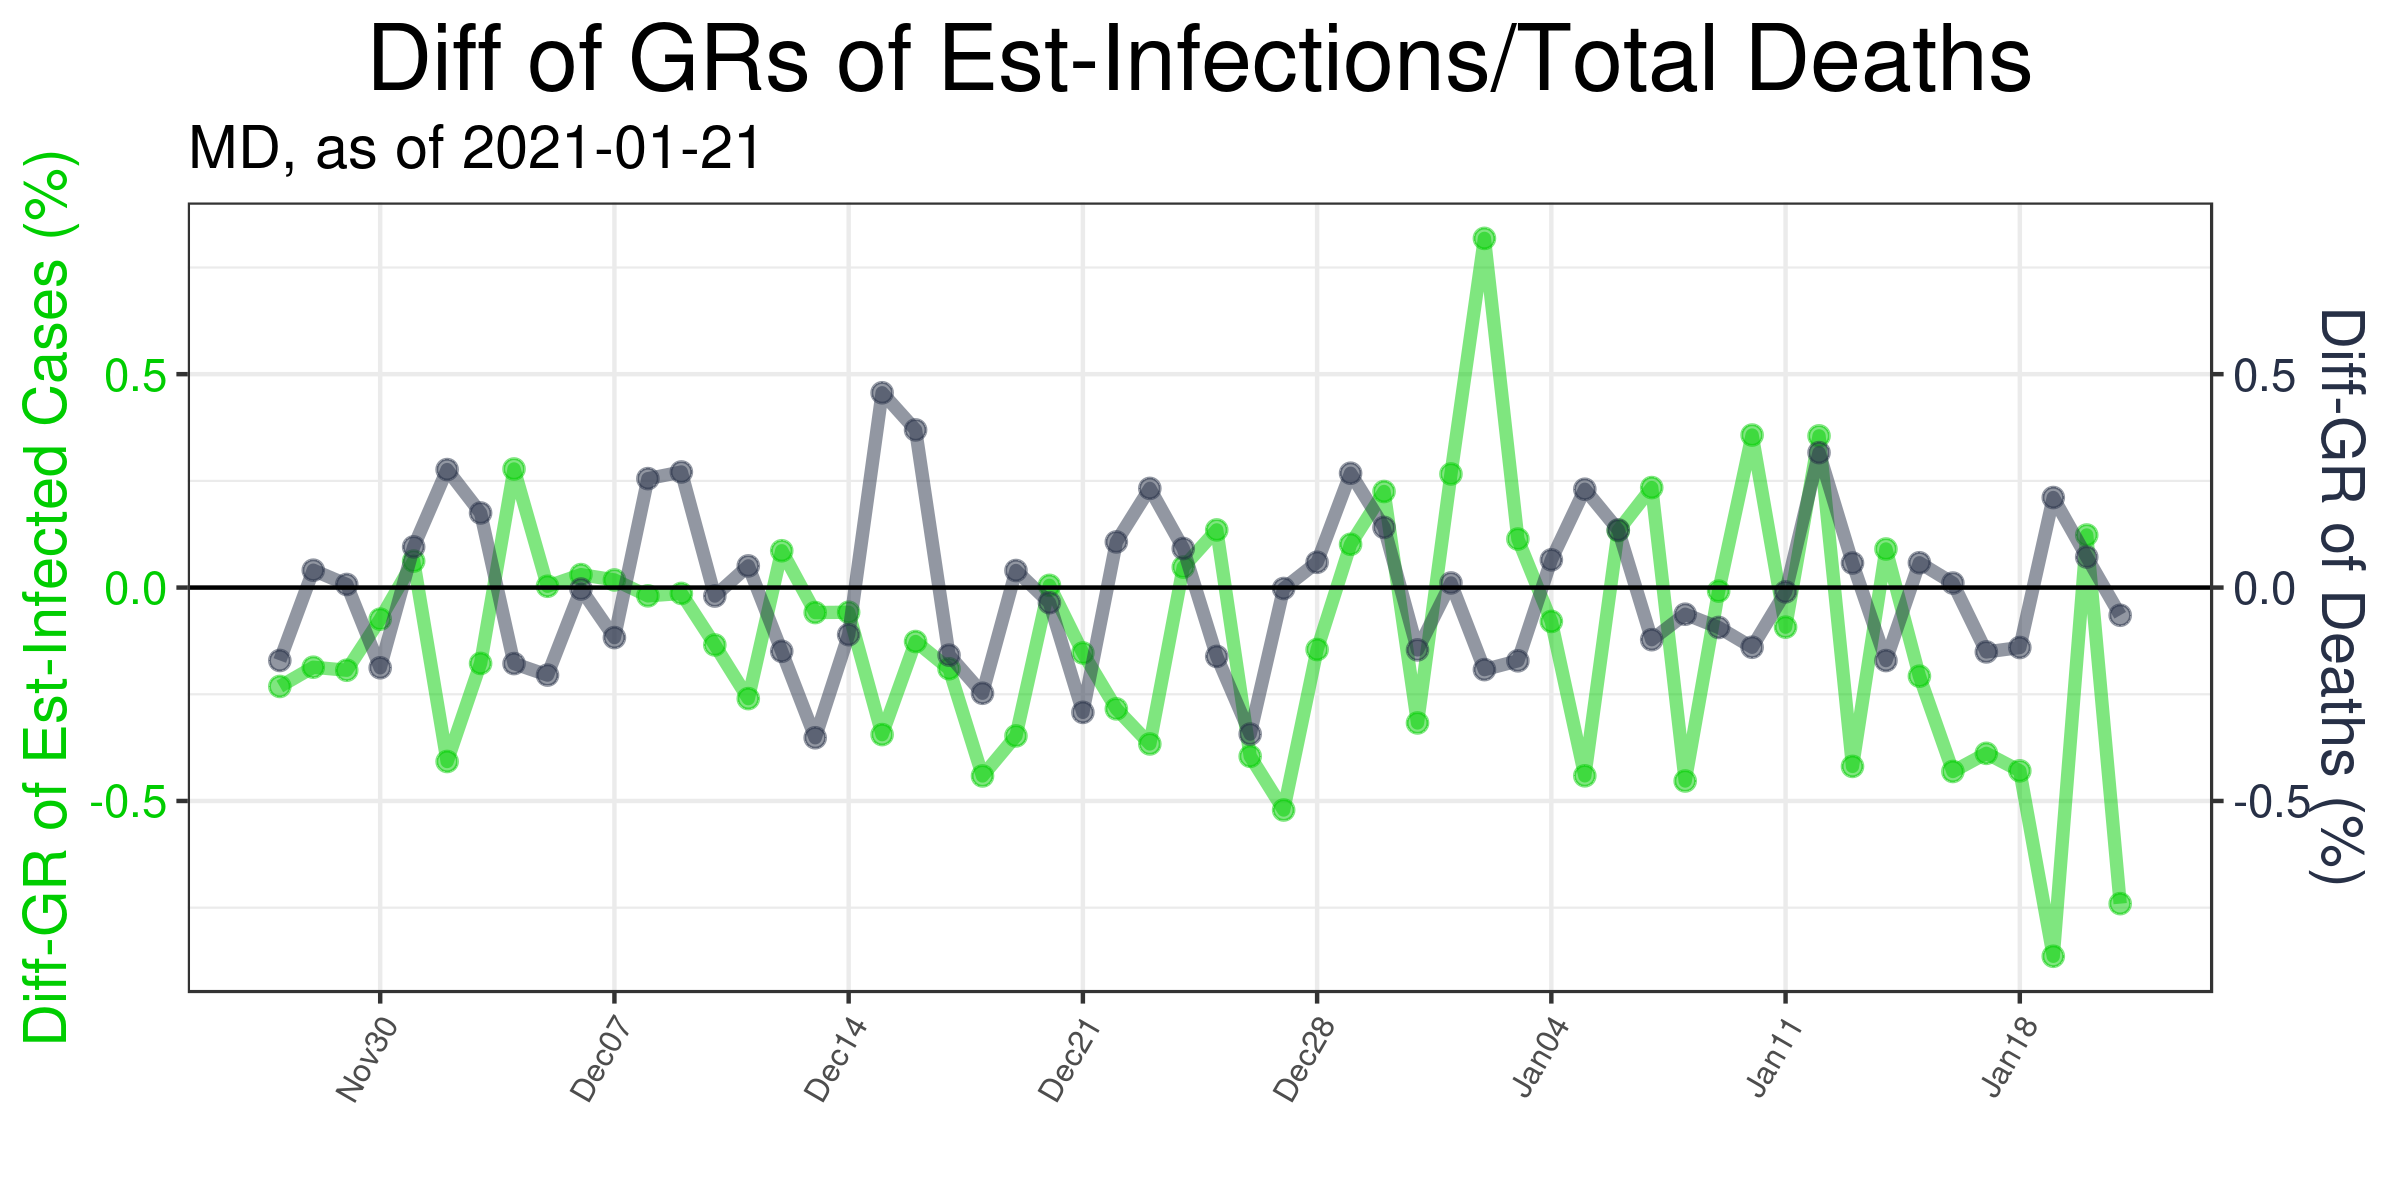 Diff of GRs of Est-Infections/Total Deaths
MD, as of 2021-01-21
Diff-GR of Est-Infected Cases (%)
0.5
0.0
-0.5
0.5
0.0
-0.5
Diff-GR of Deaths (%)
Nov30
Dec07
Dec14
Dec21
Dec28
Jan04
Jan11
Jan18